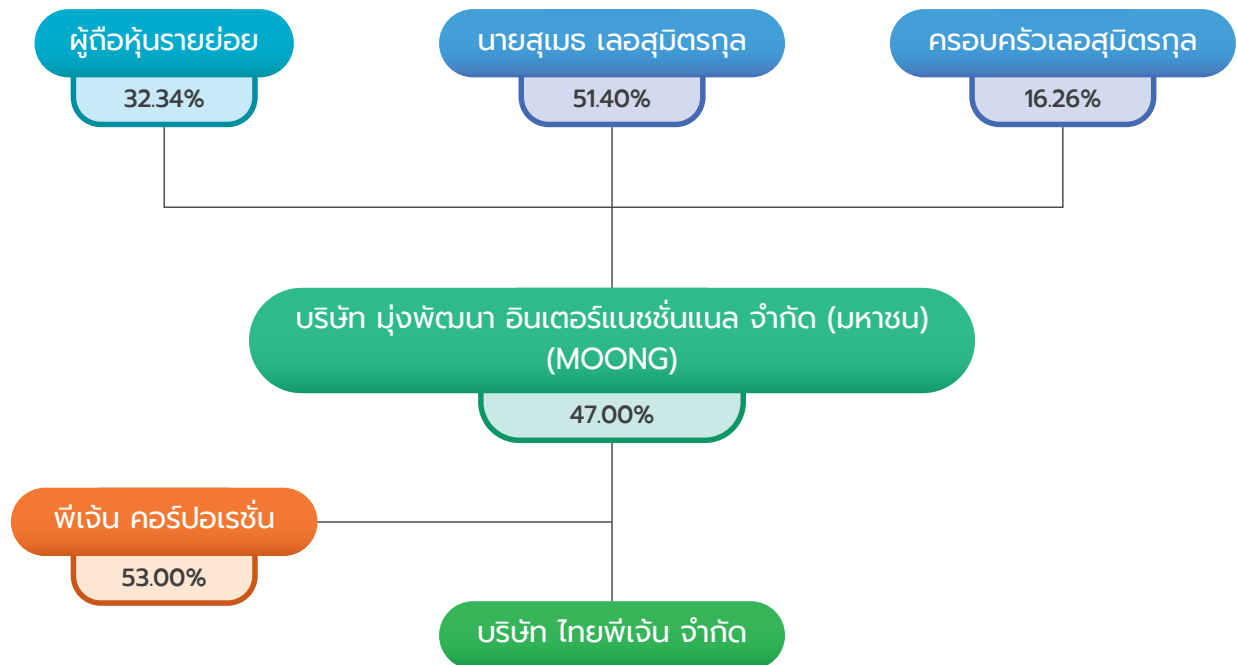 ผู้ถือหุ้นรายย่อย
32.34%
นายสุเมธ เลอสุมิตรกุล
51.40%
ครอบครัวเลอสุมิตรกุล
16.26%
บริษัท มุ่งพัฒนา อินเตอร์แนชชั่นแนล จำกัด (มหาชน)
(MOONG)
47.00%
พีเจ้น คอร์ปอเรชั่น
53.00%
บริษัท ไทยพีเจ้น จำกัด